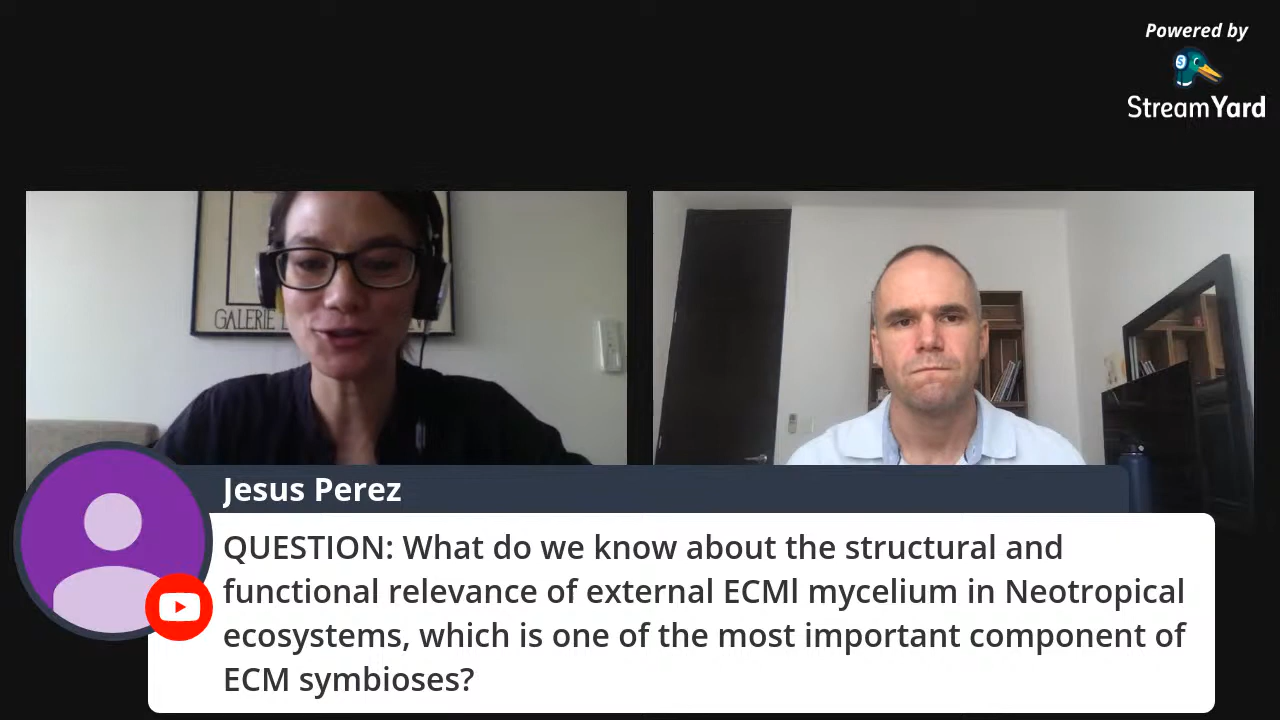 Powered by
StreamYard
GALERIE
Jesus Perez
QUESTION: What do we know about the structural and
functional relevance of external ECMl mycelium in Neotropical
ecosystems, which is one of the most important component of
ECM symbioses?